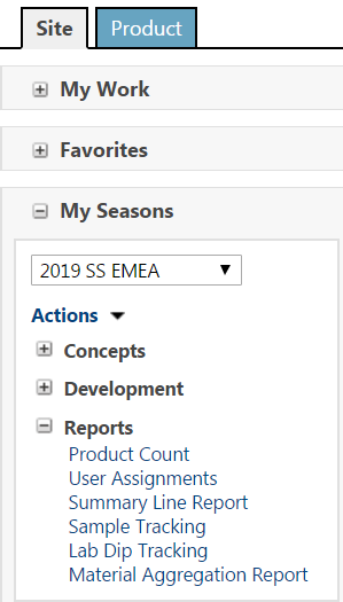 Site Product
My Work
Favorites
My Seasons
2019 SS EMEA
Actions
Concepts
Development
Reports
Product Count
User Assignments
Summary Line Report
Sample Tracking
Lab Dip Tracking
Material Aggregation Report